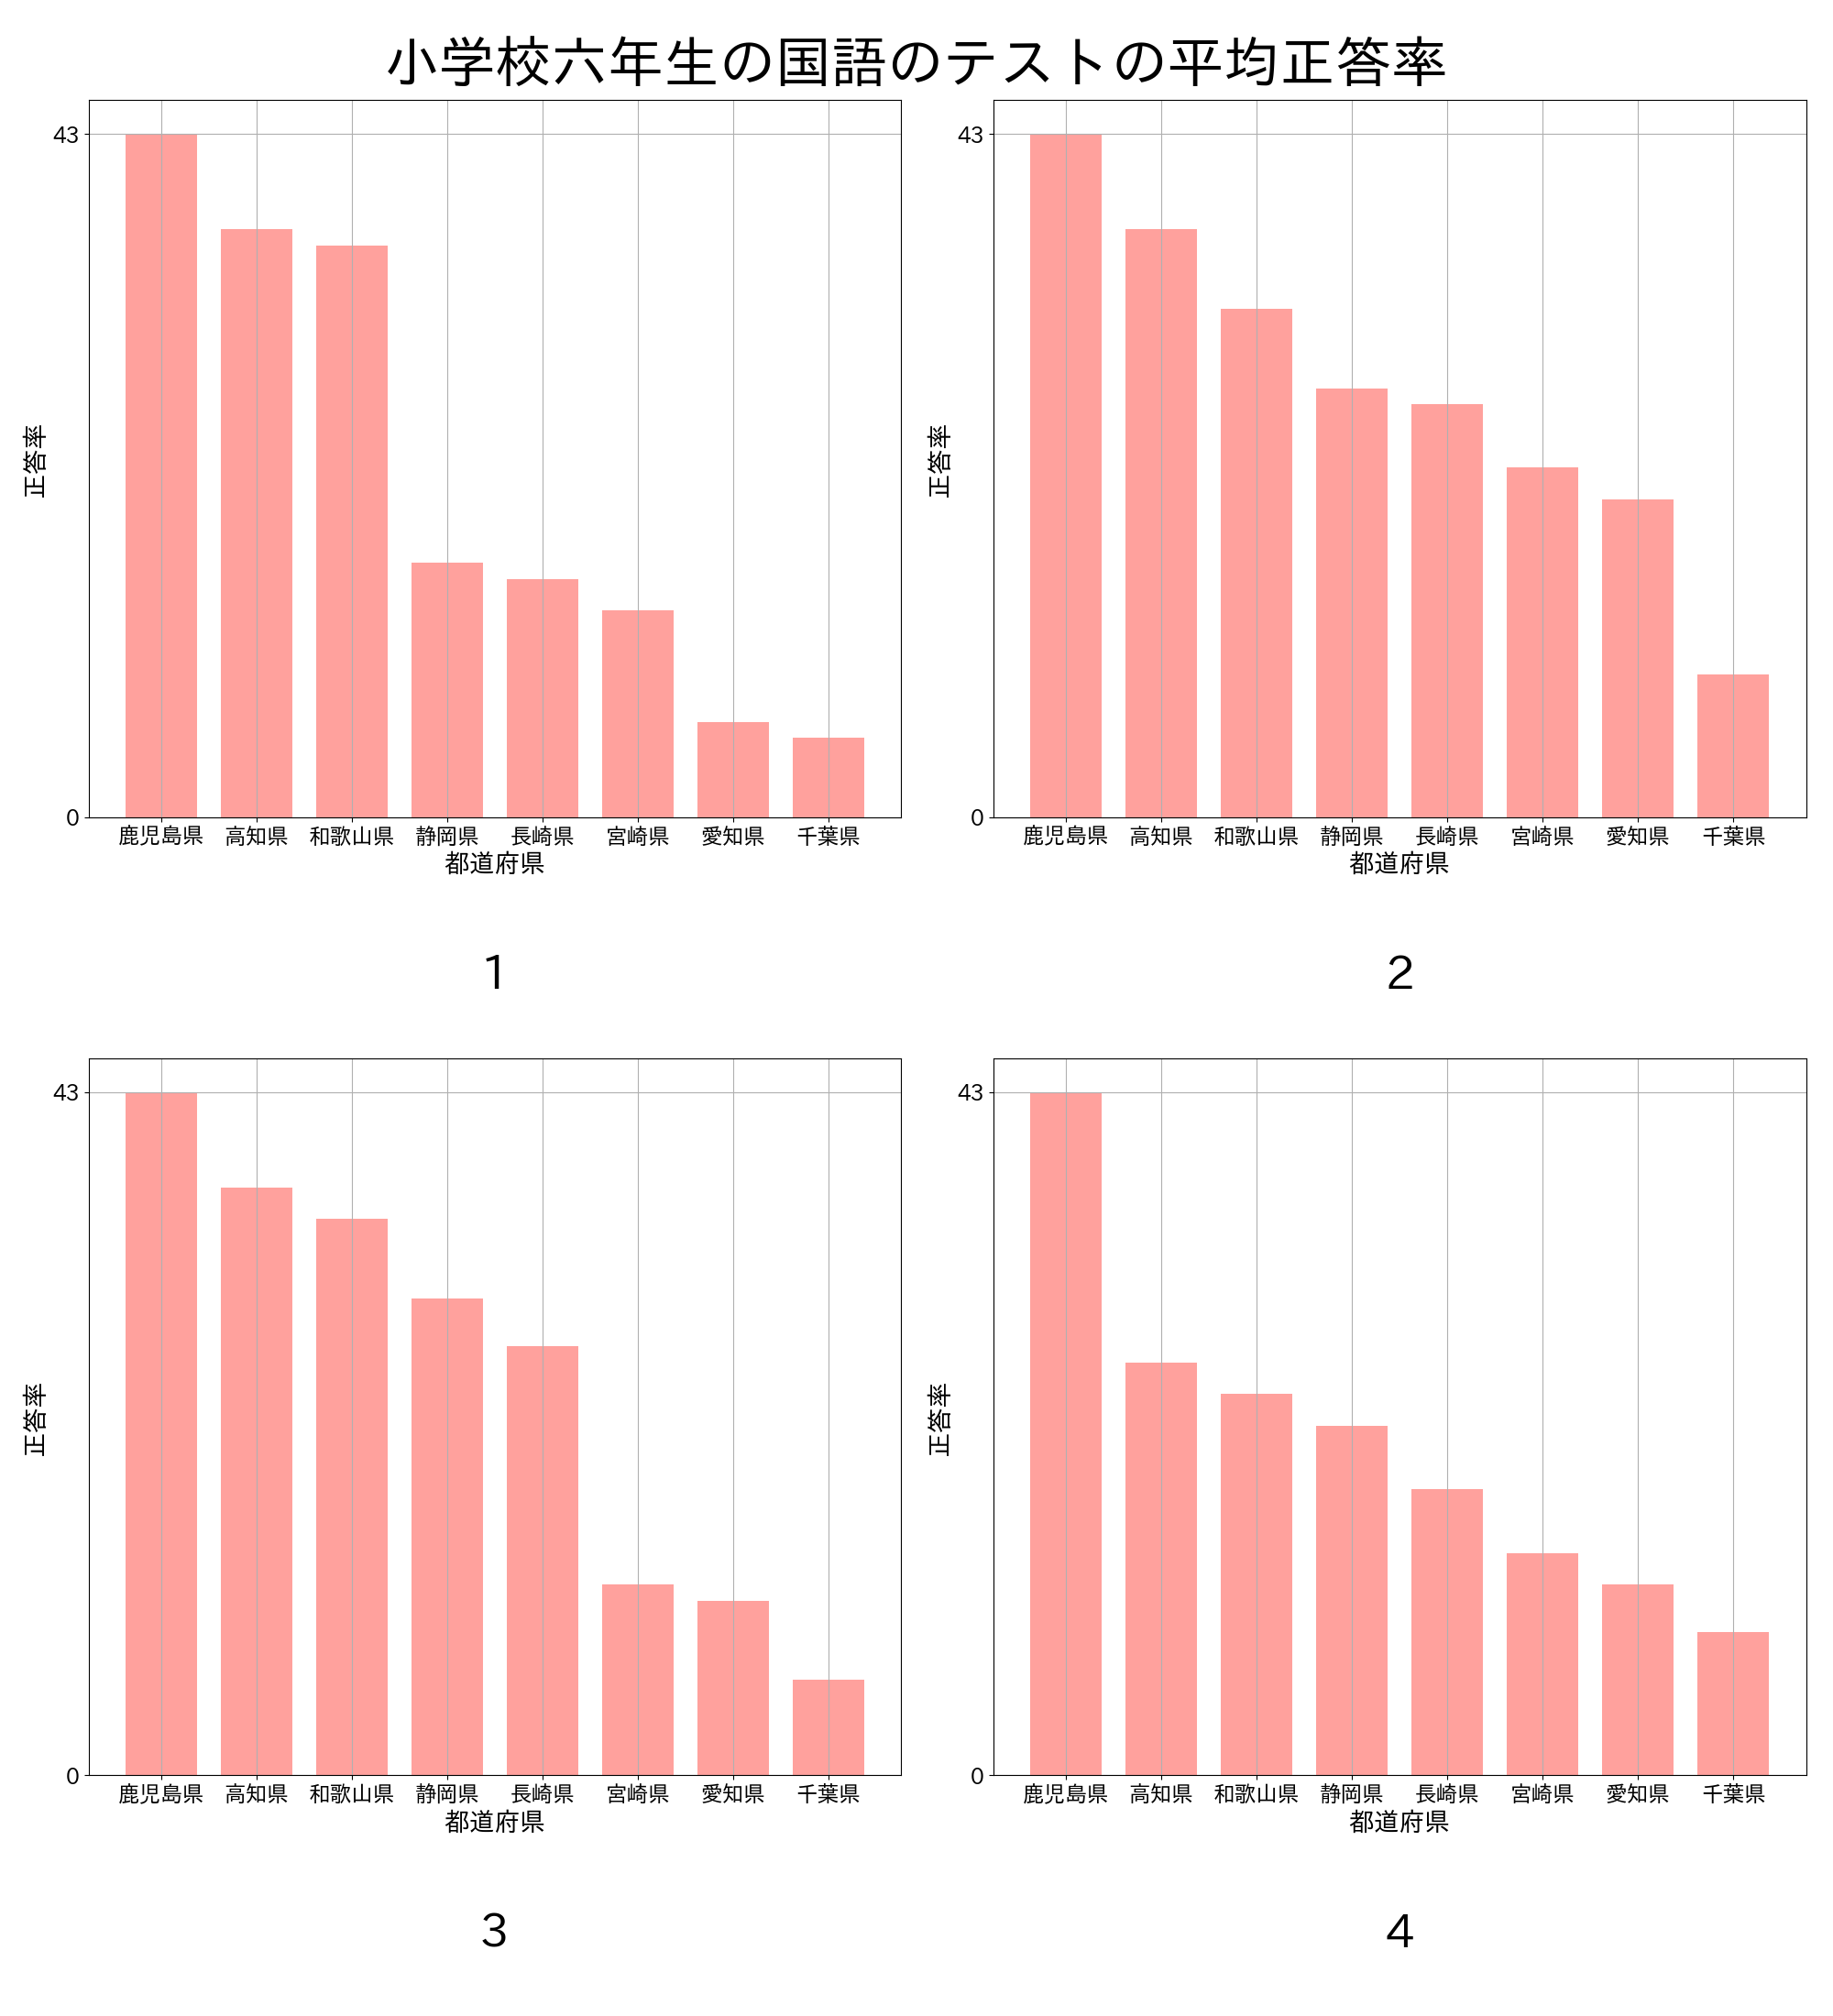 小学校六年生の国語のテストの平均正答率
43
0
正答率
鹿児島県 高知県 和歌山県 静岡県 長崎県 宮崎県 愛知県 千葉県
都道府県
1
43
0
正答率
鹿児島県 高知県 和歌山県 静岡県 長崎県 宮崎県 愛知県 千葉県
都道府県
2
43
0
正答率
鹿児島県 高知県 和歌山県 静岡県 長崎県 宮崎県 愛知県 千葉県
都道府県
3
43
0
正答率
鹿児島県 高知県 和歌山県 静岡県 長崎県 宮崎県 愛知県 千葉県
都道府県
4